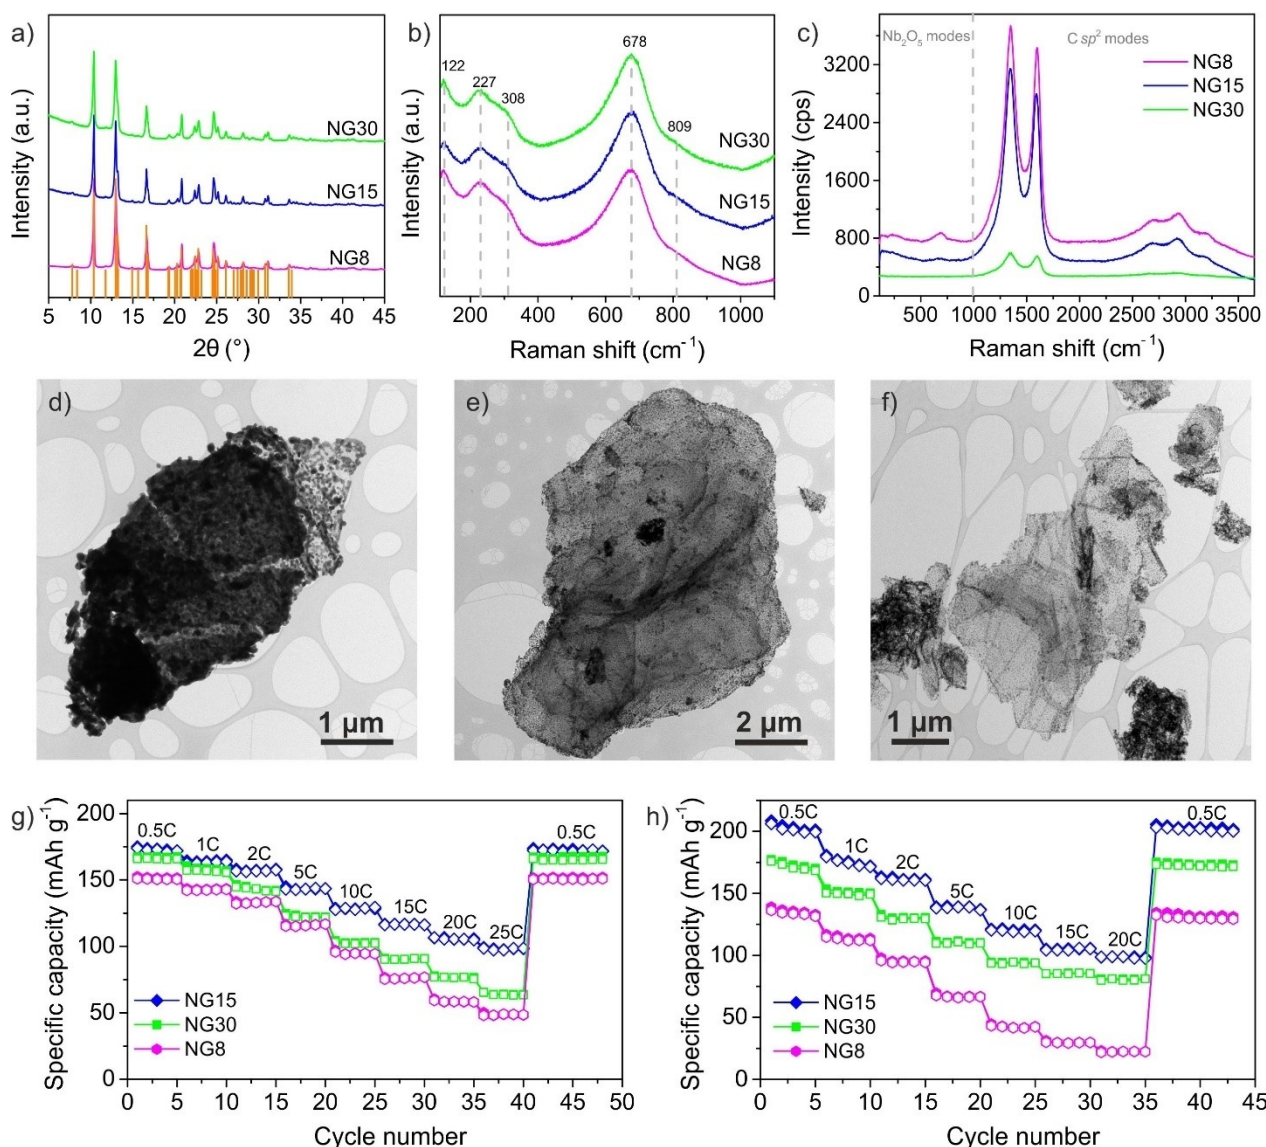 a)
Intensity (a.u.)
NG30
NG15
NG8
5 10 15 20 25 30 35 40 45
2θ (°)
b)
Intensity (a.u.)
122
227
308
678
809
NG30
NG15
NG8
200 400 600 800 1000
Raman shift (cm⁻¹)
c)
Intensity (cps)
Nb₂O₅ modes
C sp² modes
NG8
NG15
NG30
3200
2400
1600
800
0
500 1000 1500 2000 2500 3000 3500
Raman shift (cm⁻¹)
d)
1 µm
e)
2 µm
f)
1 µm
g)
Specific capacity (mAh g⁻¹)
200
150
100
50
0
0.5C
1C
2C
5C
10C
15C
20C
25C
0.5C
NG15
NG30
NG8
0 5 10 15 20 25 30 35 40 45 50
Cycle number
h)
Specific capacity (mAh g⁻¹)
200
150
100
50
0
0.5C
1C
2C
5C
10C
15C
20C
0.5C
NG15
NG30
NG8
0 5 10 15 20 25 30 35 40 45
Cycle number